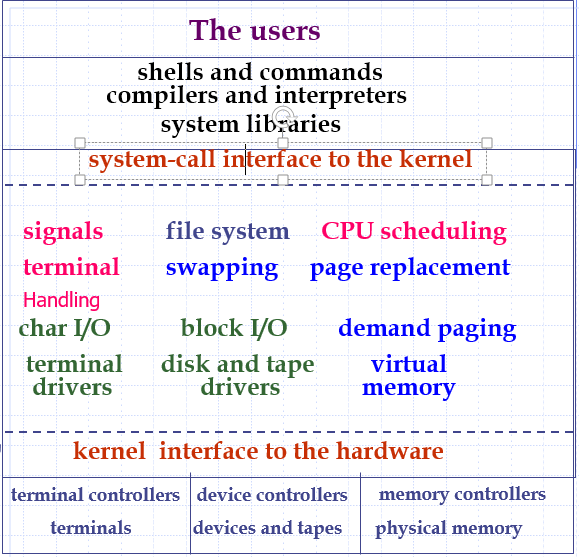 The users
shells and commands
compilers and interpreters
system libraries
system-call interface to the kernel
signals file system CPU scheduling
terminal swapping page replacement
Handling
char I/O block I/O demand paging
terminal disk and tape virtual
drivers drivers memory
kernel interface to the hardware
terminal controllers device controllers memory controllers
terminals devices and tapes physical memory